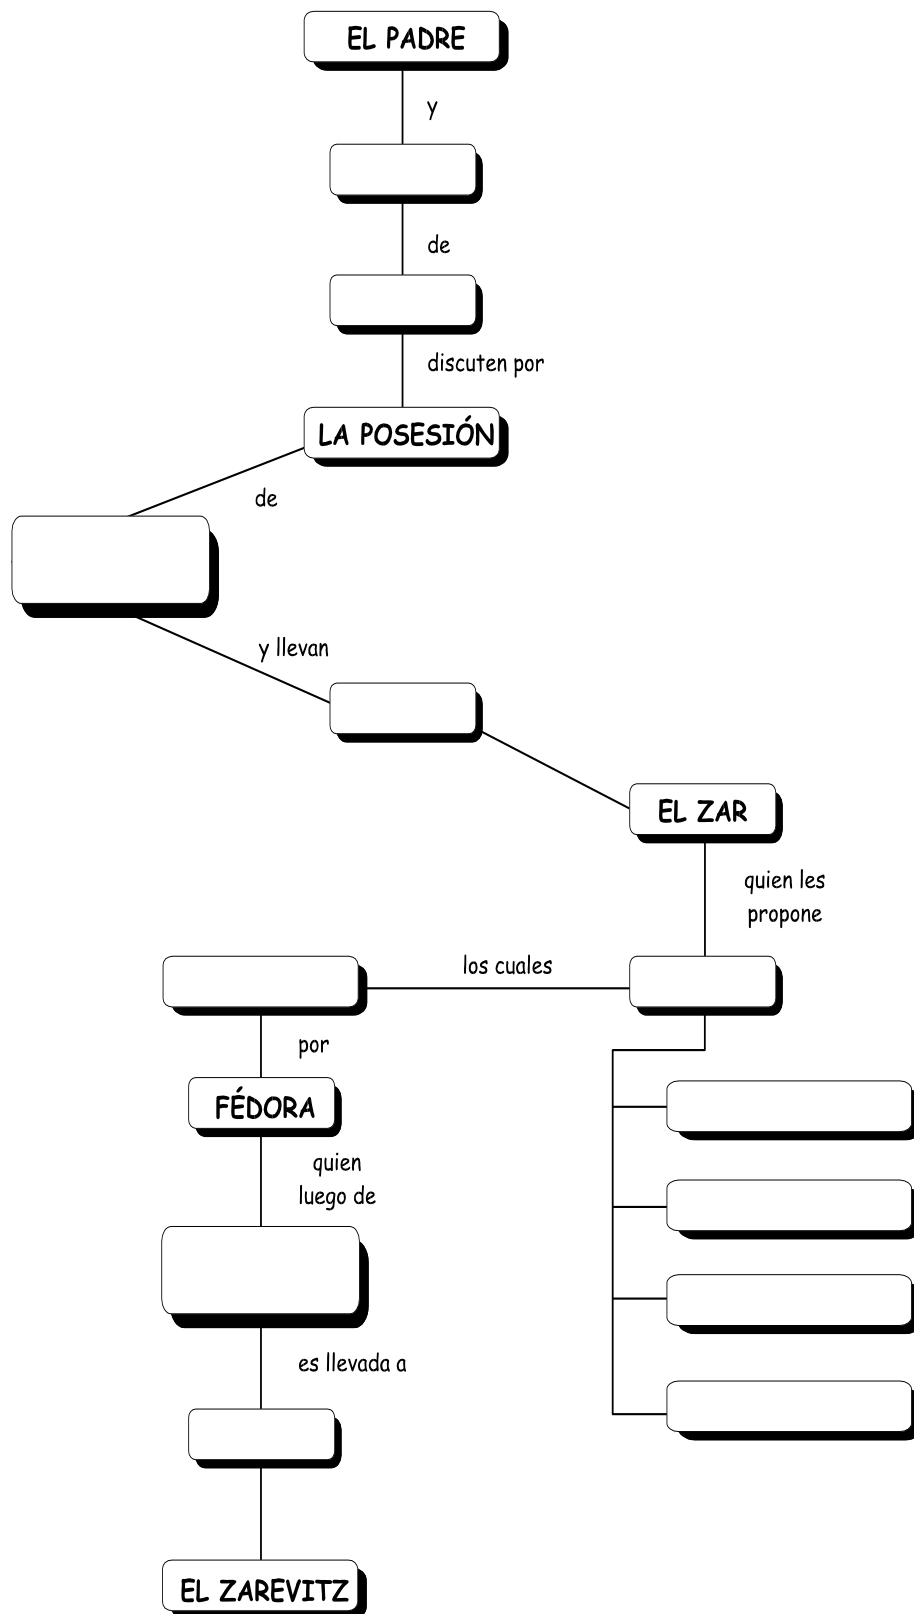 EL PADRE
y
de
discuten por
LA POSESIÓN
de
y llevan
EL ZAR
quien les
propone
los cuales
por
FÉDORA
quien
luego de
es llevada a
EL ZAREVITZ